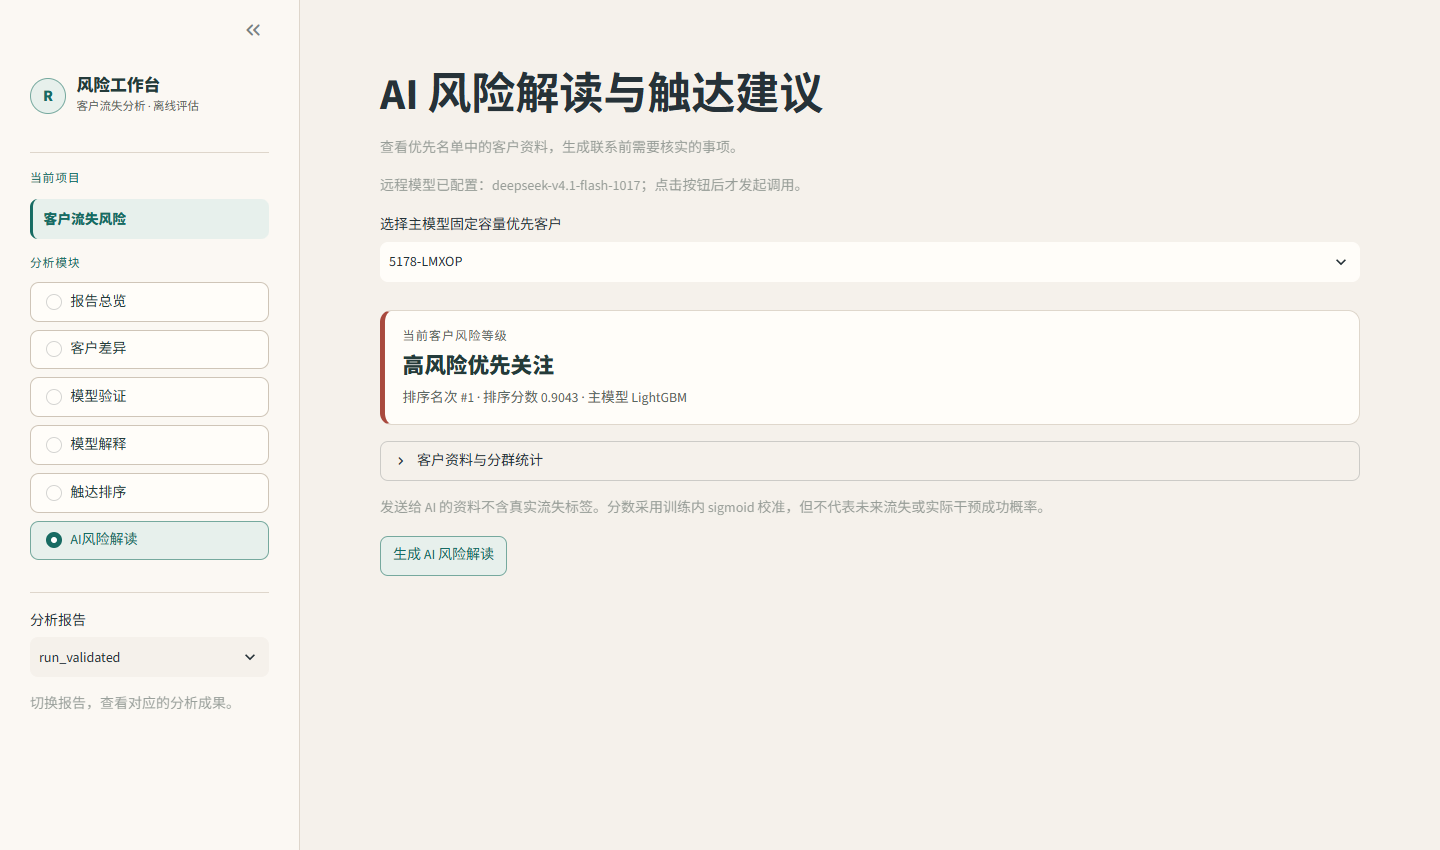 R
风险工作台
客户流失分析 · 离线评估
当前项目
客户流失风险
分析模块
报告总览
客户差异
模型验证
模型解释
触达排序
AI风险解读
分析报告
run_validated
切换报告，查看对应的分析成果。
AI 风险解读与触达建议
查看优先名单中的客户资料，生成联系前需要核实的事项。
远程模型已配置：deepseek-v4.1-flash-1017；点击按钮后才发起调用。
选择主模型固定容量优先客户
5178-LMXOP
当前客户风险等级
高风险优先关注
排序名次 #1 · 排序分数 0.9043 · 主模型 LightGBM
客户资料与分群统计
发送给 AI 的资料不含真实流失标签。分数采用训练内 sigmoid 校准，但不代表未来流失或实际干预成功概率。
生成 AI 风险解读